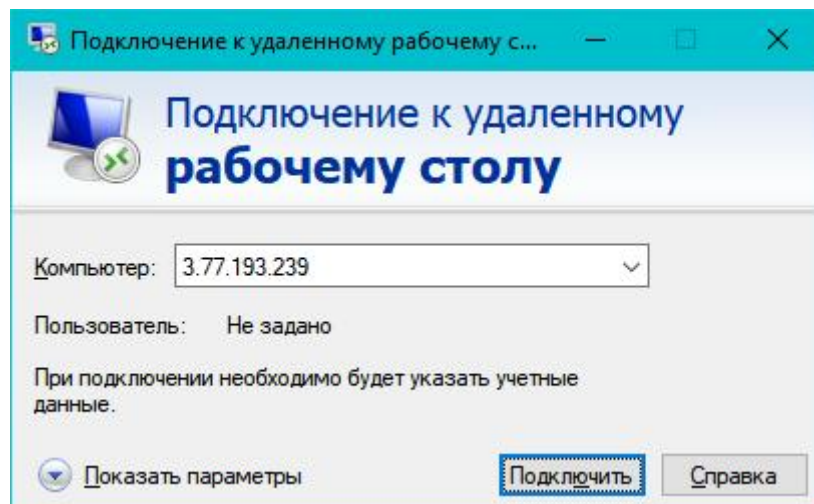 Подключение к удаленному рабочему с...
Подключение к удаленному
рабочему столу
Компьютер: 3.77.193.239
Пользователь: Не задано
При подключении необходимо будет указать учетные
данные.
Показать параметры Подключить Справка